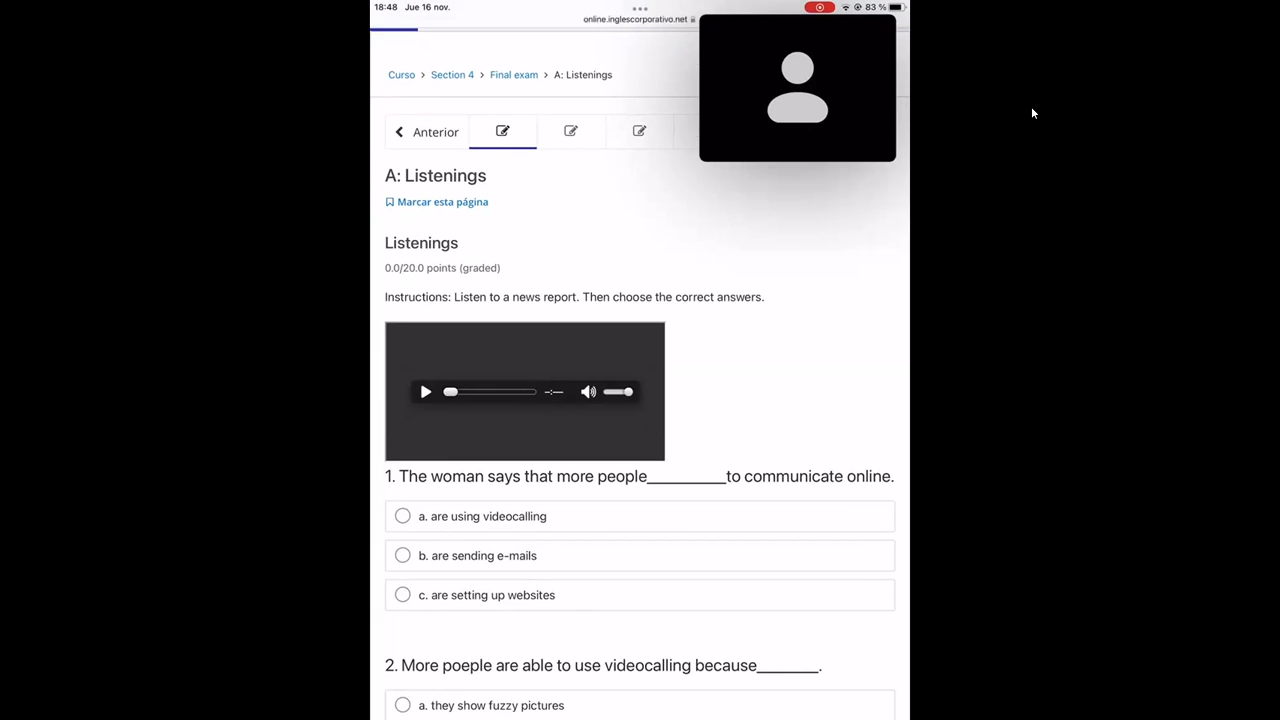 18:48 Jue 16 nov.
online.inglescorporativo.net
83 %
Curso > Section 4 > Final exam > A: Listenings
Anterior
A: Listenings
Marcar esta página
Listenings
0.0/20.0 points (graded)
Instructions: Listen to a news report. Then choose the correct answers.
--:--
1. The woman says that more people_________to communicate online.
a. are using videocalling
b. are sending e-mails
c. are setting up websites
2. More poeple are able to use videocalling because_______.
a. they show fuzzy pictures